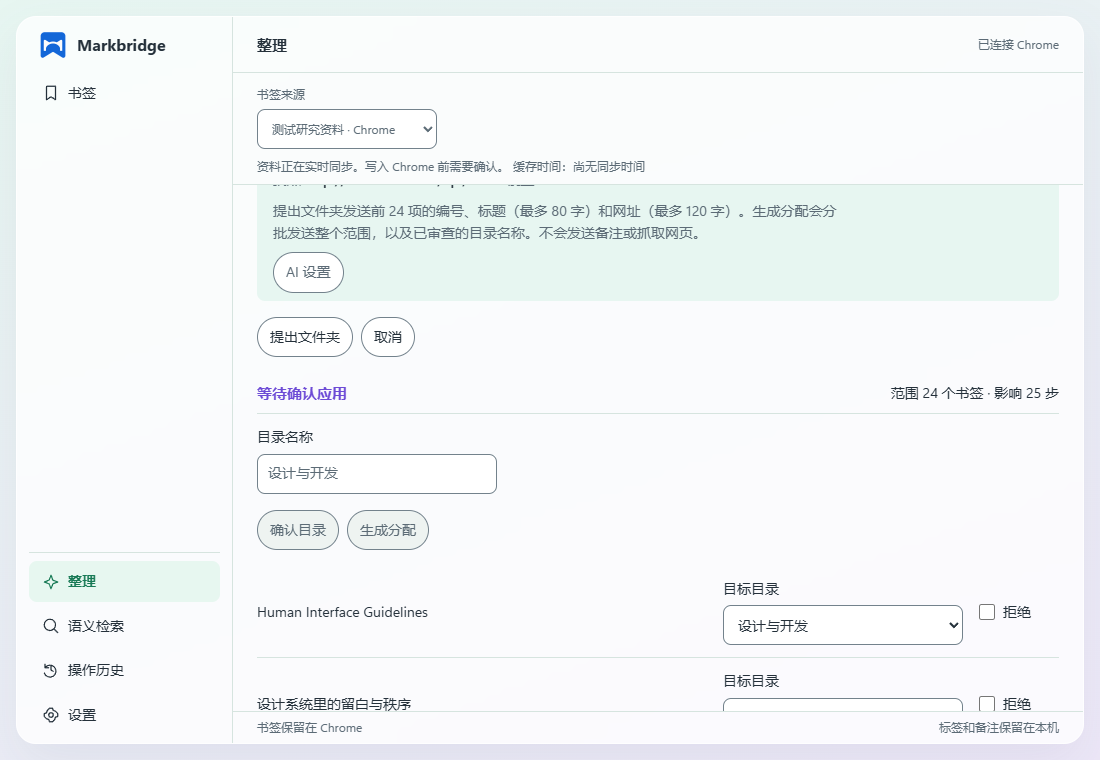 Markbridge
书签
整理
语义检索
操作历史
设置
整理
已连接 Chrome
书签来源
测试研究资料 · Chrome
资料正在实时同步。写入 Chrome 前需要确认。 缓存时间：尚无同步时间
提出文件夹发送前 24 项的编号、标题（最多 80 字）和网址（最多 120 字）。生成分配会分
批发送整个范围，以及已审查的目录名称。不会发送备注或抓取网页。
AI 设置
提出文件夹
取消
等待确认应用
范围 24 个书签 · 影响 25 步
目录名称
设计与开发
确认目录
生成分配
Human Interface Guidelines
目标目录
设计与开发
拒绝
设计系统里的留白与秩序
目标目录
拒绝
书签保留在 Chrome
标签和备注保留在本机